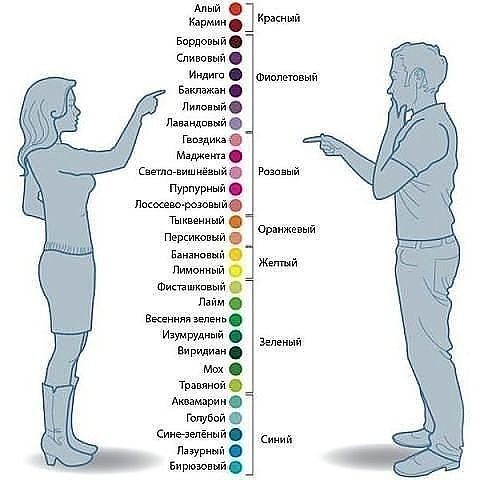 Алый
Кармин
Красный
Бордовый
Сливовый
Индиго
Баклажан
Лиловый
Лавандовый
Фиолетовый
Гвоздика
Маджента
Светло-вишнёвый
Пурпурный
Лососево-розовый
Розовый
Тыквенный
Персиковый
Оранжевый
Банановый
Лимонный
Желтый
Фисташковый
Лайм
Весенняя зелень
Изумрудный
Виридиан
Мох
Травяной
Зеленый
Аквамарин
Голубой
Сине-зелёный
Лазурный
Бирюзовый
Синий